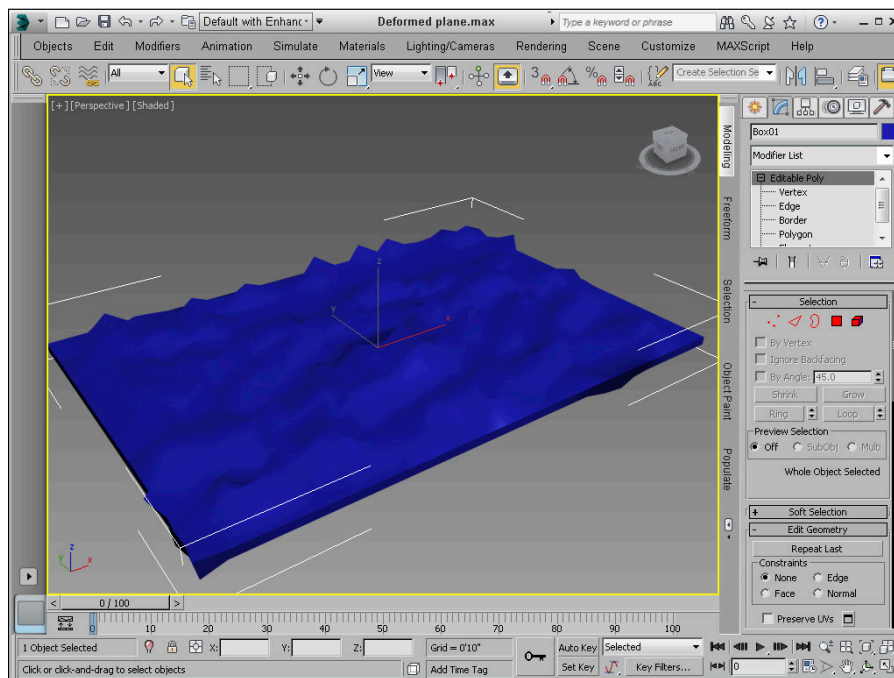 Default with Enhanc
Deformed plane.max
Type a keyword or phrase
Objects Edit Modifiers Animation Simulate Materials Lighting/Cameras Rendering Scene Customize MAXScript Help
All
View
3
%
ABC
Create Selection Se
[+][Perspective][Shaded]
Modeling
Freeform
Selection
Object Paint
Populate
z
y
x
z
y
x
Box01
Modifier List
Editable Poly
Vertex
Edge
Border
Polygon
- Selection
By Vertex
Ignore Backfacing
By Angle: 45.0
Shrink Grow
Ring Loop
Preview Selection
Off SubObj Multi
Whole Object Selected
+ Soft Selection
- Edit Geometry
Repeat Last
Constraints
None Edge
Face Normal
Preserve UVs
< 0 / 100 >
0 10 20 30 40 50 60 70 80 90 100
1 Object Selected X: Y: Z: Grid = 0'10" Auto Key Selected
Click or click-and-drag to select objects Add Time Tag Set Key Key Filters... 0